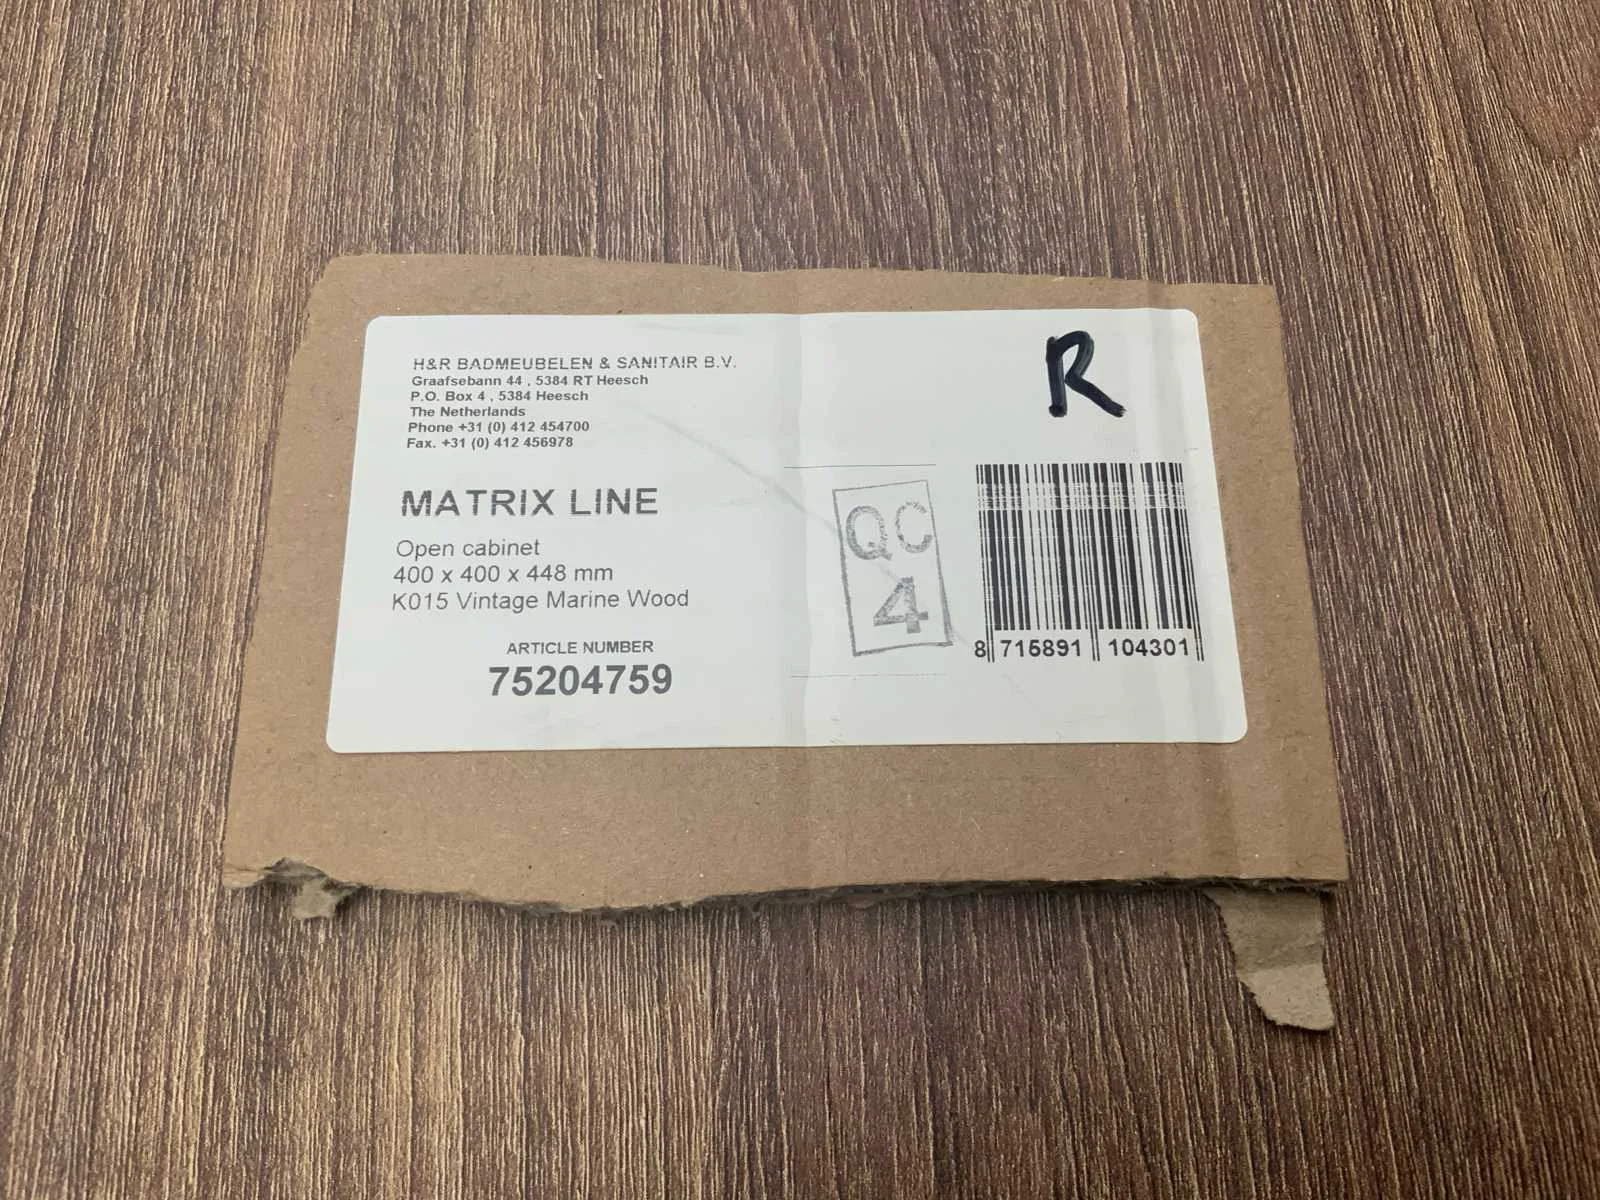 H&R BADMEUBELEN & SANITAIR B.V.
Graafsebann 44 , 5384 RT Heesch
P.O. Box 4 , 5384 Heesch
The Netherlands
Phone +31 (0) 412 454700
Fax. +31 (0) 412 456978
R
MATRIX LINE
Open cabinet
400 x 400 x 448 mm
K015 Vintage Marine Wood
ARTICLE NUMBER
75204759
QC
4
8 715891 104301